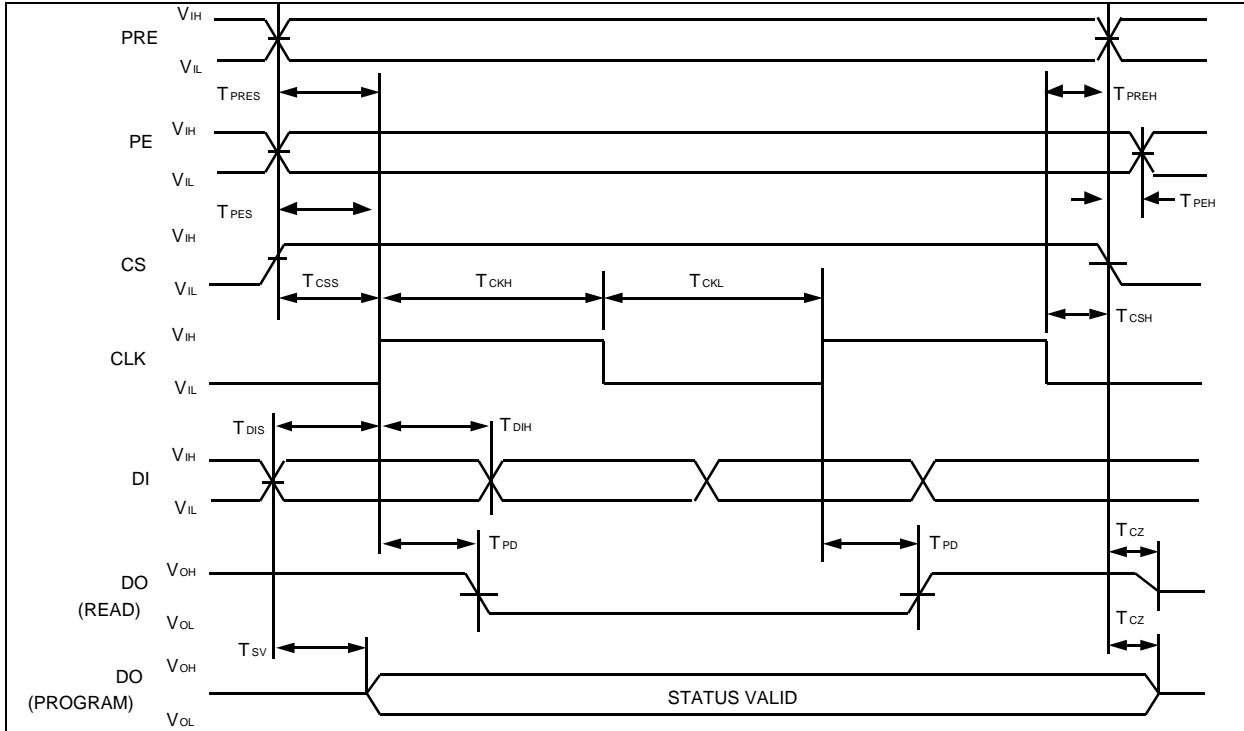 VIH
PRE
VIL
TPRES
TPREH
PE
VIH
VIL
TPES
TPEH
VIH
CS
TCSS
TCKH
TCKL
VIL
TCSH
VIH
CLK
VIL
TDIS
TDIH
VIH
DI
VIL
TPD
TPD
TCZ
VOH
DO
(READ)
VOL
TCZ
TSV
VOH
DO
(PROGRAM)
STATUS VALID
VOL